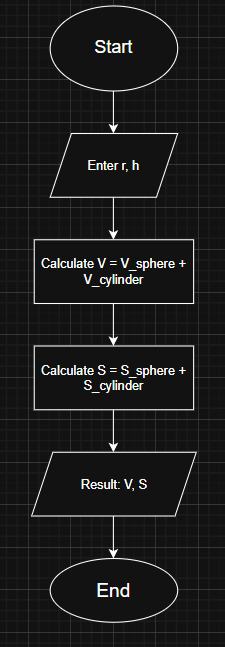 Start
Enter r, h
Calculate V = V_sphere +
V_cylinder
Calculate S = S_sphere +
S_cylinder
Result: V, S
End